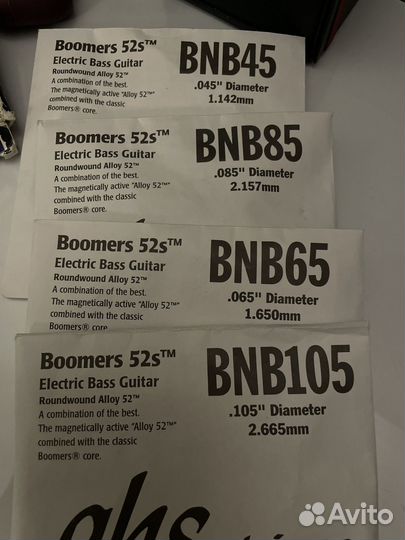 Boomers 52s™
Electric Bass Guitar
Roundwound Alloy 52™
A combination of the best.
The magnetically active "Alloy 52™"
combined with the classic
Boomers® core.
BNB45
.045" Diameter
1.142mm
Boomers 52s™
Electric Bass Guitar
Roundwound Alloy 52™
A combination of the best.
The magnetically active "Alloy 52™"
combined with the classic
Boomers® core.
BNB85
.085" Diameter
2.157mm
Boomers 52s™
Electric Bass Guitar
Roundwound Alloy 52™
A combination of the best.
The magnetically active "Alloy 52™"
combined with the classic
Boomers® core.
BNB65
.065" Diameter
1.650mm
Boomers 52s™
Electric Bass Guitar
Roundwound Alloy 52™
A combination of the best.
The magnetically active "Alloy 52™"
combined with the classic
Boomers® core.
BNB105
.105" Diameter
2.665mm
ghs
Avito